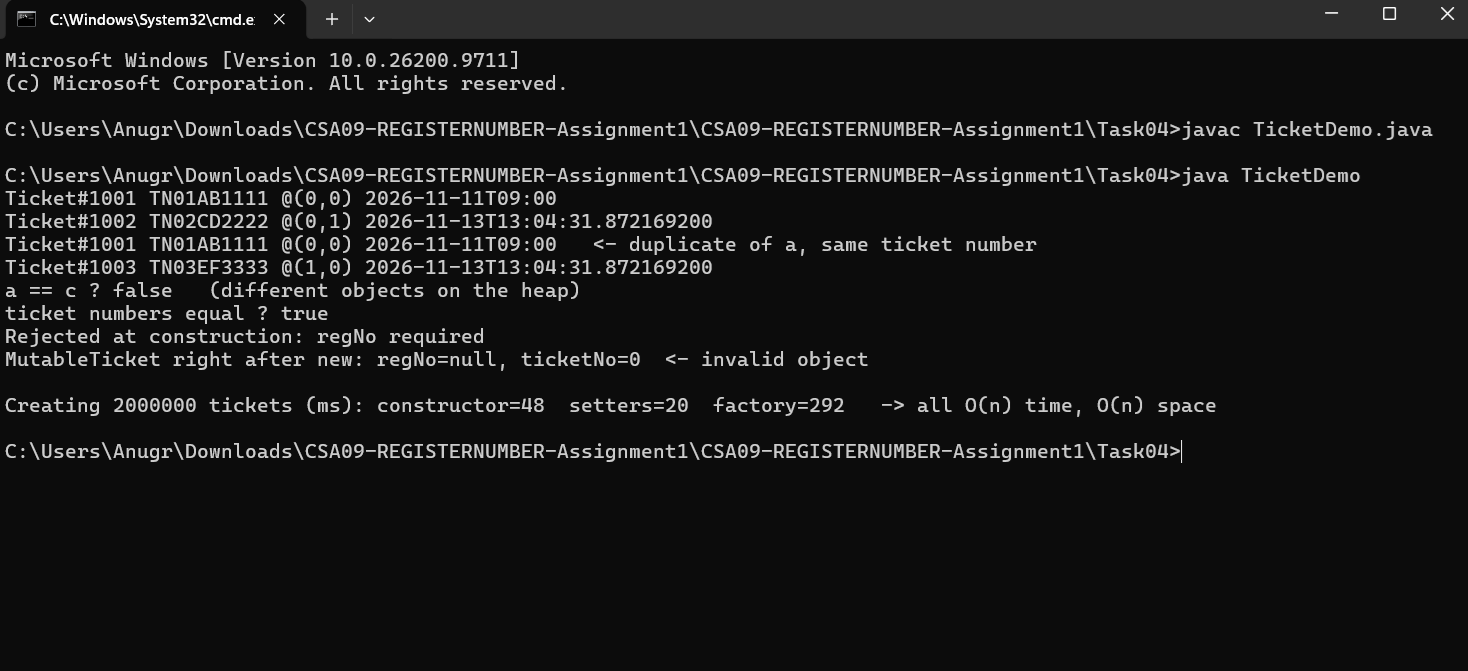 C:\Windows\System32\cmd.e
Microsoft Windows [Version 10.0.26200.9711]
(c) Microsoft Corporation. All rights reserved.
C:\Users\Anugr\Downloads\CSA09-REGISTERNUMBER-Assignment1\CSA09-REGISTERNUMBER-Assignment1\Task04>javac TicketDemo.java
C:\Users\Anugr\Downloads\CSA09-REGISTERNUMBER-Assignment1\CSA09-REGISTERNUMBER-Assignment1\Task04>java TicketDemo
Ticket#1001 TN01AB1111 @(0,0) 2026-11-11T09:00
Ticket#1002 TN02CD2222 @(0,1) 2026-11-13T13:04:31.872169200
Ticket#1001 TN01AB1111 @(0,0) 2026-11-11T09:00   <- duplicate of a, same ticket number
Ticket#1003 TN03EF3333 @(1,0) 2026-11-13T13:04:31.872169200
a == c ? false   (different objects on the heap)
ticket numbers equal ? true
Rejected at construction: regNo required
MutableTicket right after new: regNo=null, ticketNo=0  <- invalid object
Creating 2000000 tickets (ms): constructor=48  setters=20  factory=292   -> all O(n) time, O(n) space
C:\Users\Anugr\Downloads\CSA09-REGISTERNUMBER-Assignment1\CSA09-REGISTERNUMBER-Assignment1\Task04>